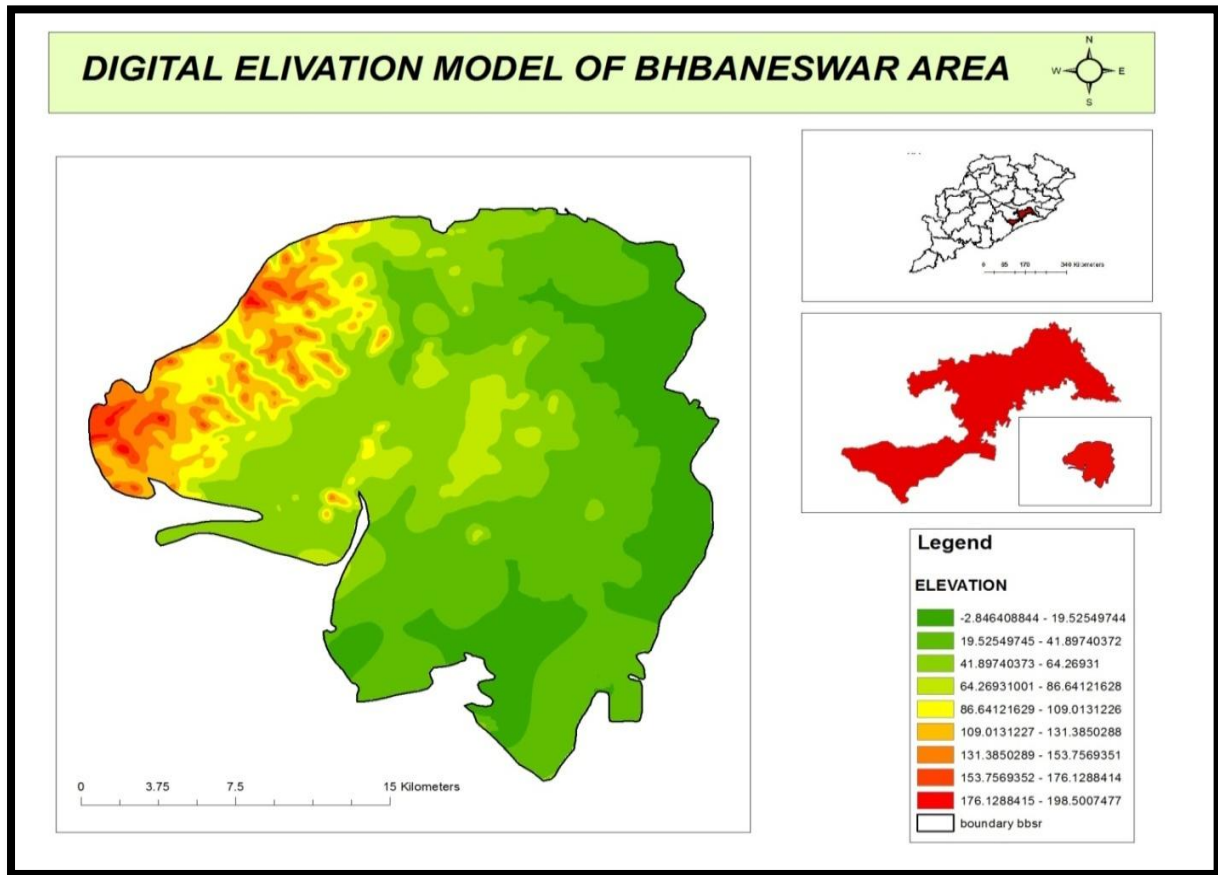 DIGITAL ELIVATION MODEL OF BHBANESWAR AREA
N
W E
S
0 85 170 340 Kilometers
Legend
ELEVATION
-2.846408844 - 19.52549744
19.52549745 - 41.89740372
41.89740373 - 64.26931
64.26931001 - 86.64121628
86.64121629 - 109.0131226
109.0131227 - 131.3850288
131.3850289 - 153.7569351
153.7569352 - 176.1288414
176.1288415 - 198.5007477
boundary bbsr
0 3.75 7.5 15 Kilometers